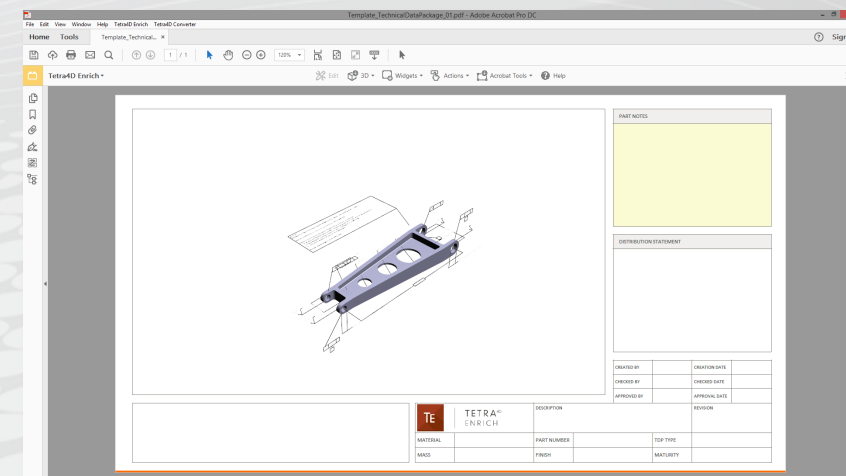 Template_TechnicalDataPackage_01.pdf - Adobe Acrobat Pro DC
File Edit View Window Help Tetra4D Enrich Tetra4D Converter
Home Tools Template_Technical... × Sign
1 / 1 120%
Tetra4D Enrich Edit 3D Widgets Actions Acrobat Tools Help
PART NOTES
DISTRIBUTION STATEMENT
CREATED BY CREATION DATE
CHECKED BY CHECKED DATE
APPROVED BY APPROVAL DATE
TE TETRA4D ENRICH DESCRIPTION REVISION
MATERIAL PART NUMBER TDP TYPE
MASS FINISH MATURITY